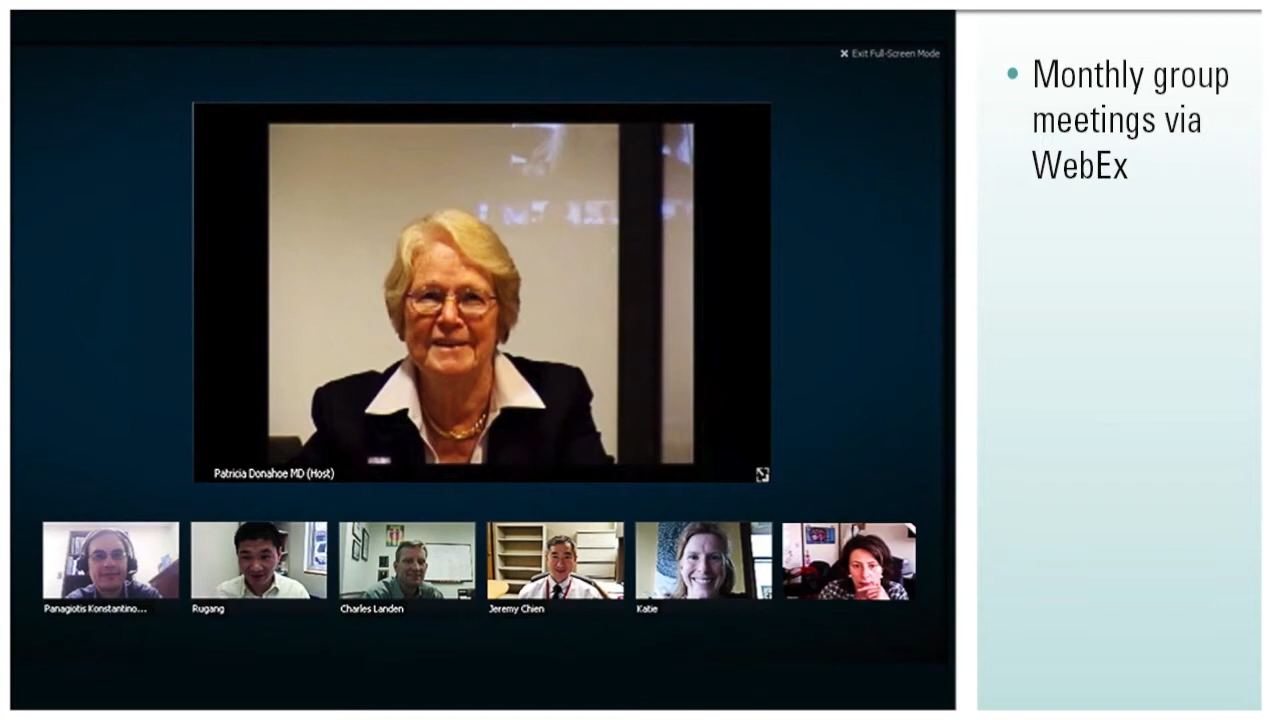 ✖ Exit Full-Screen Mode
Patricia Donahoe MD (Host)
Panagiotis Konstantino...
Rugang
Charles Landen
Jeremy Chien
Katie
• Monthly group
meetings via
WebEx